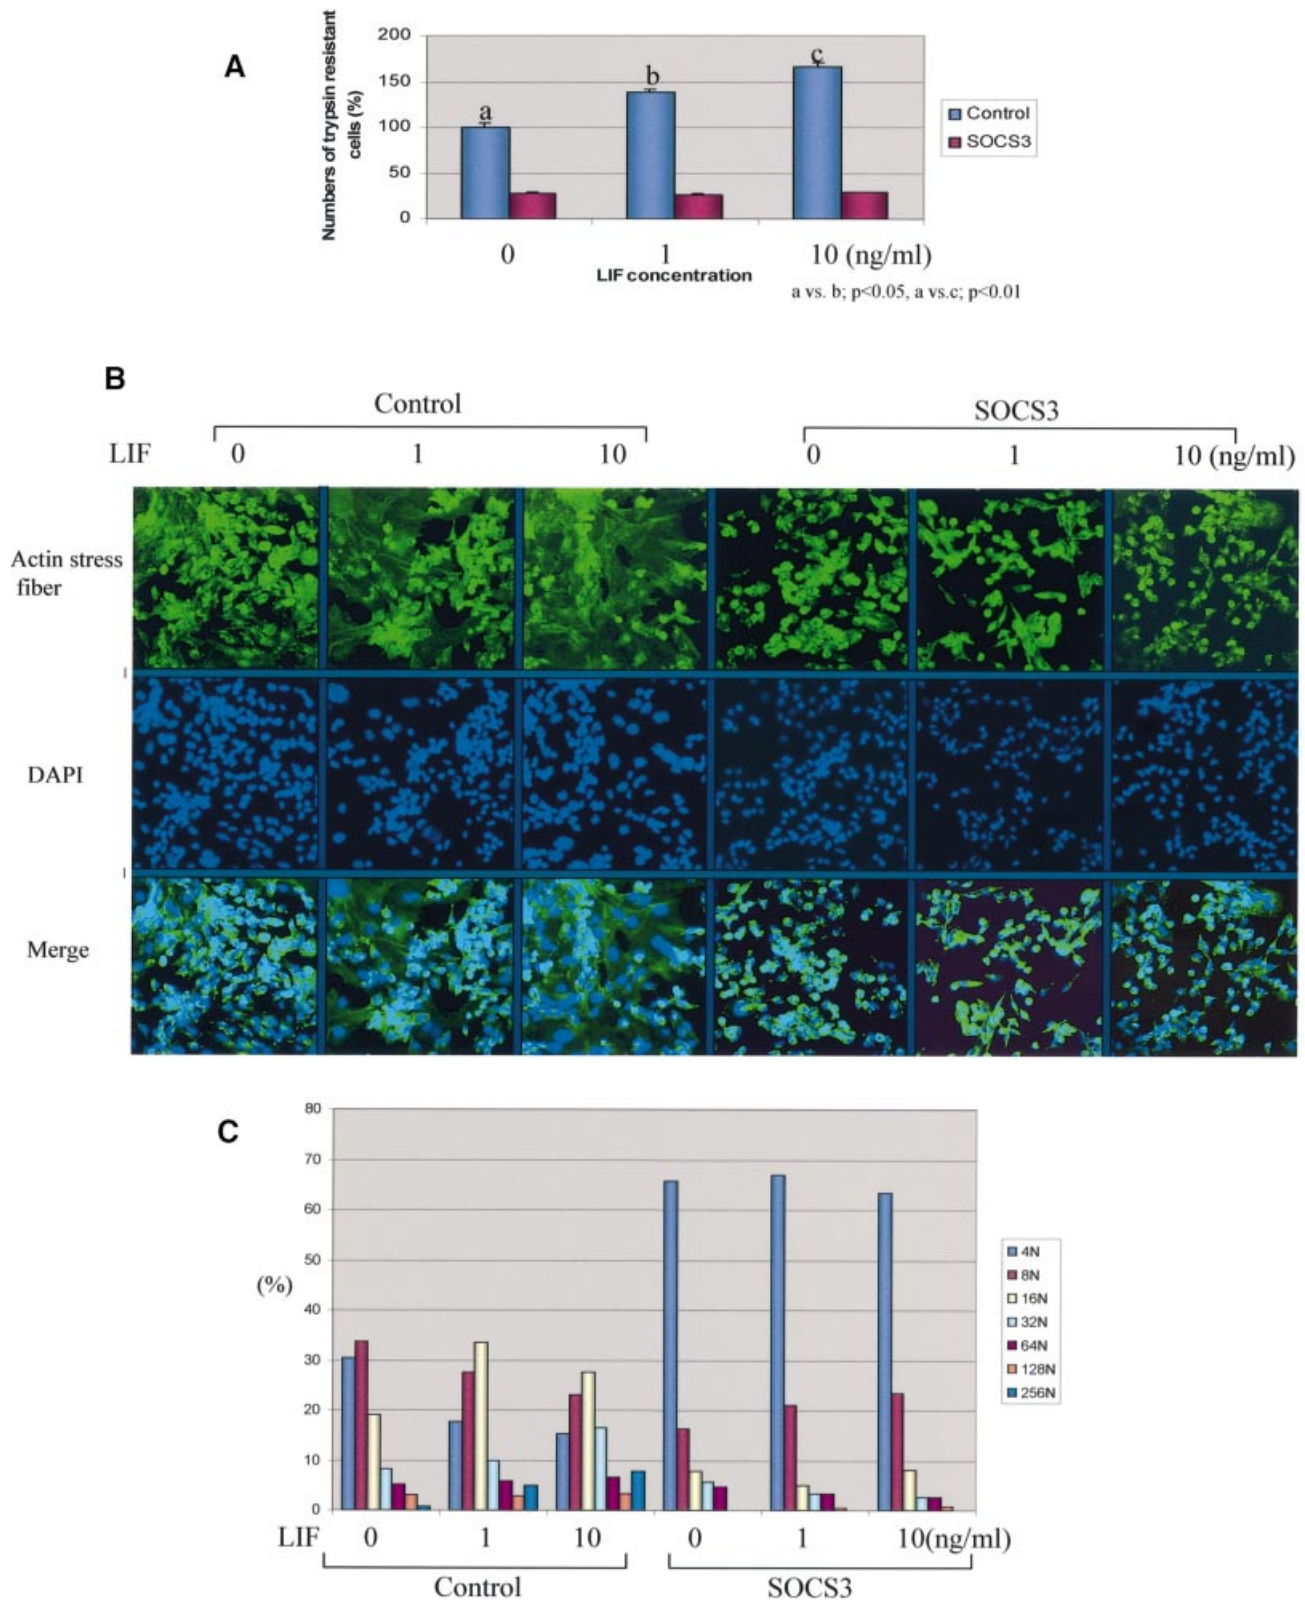 A
Numbers of trypsin resistant
cells (%)
200
150
100
50
0
a
b
c
Control
SOCS3
0 1 10 (ng/ml)
LIF concentration
a vs. b; p<0.05, a vs.c; p<0.01
B
Control SOCS3
LIF 0 1 10 0 1 10 (ng/ml)
Actin stress
fiber
DAPI
Merge
C
80
70
60
50
40
30
20
10
0
(%)
4N
8N
16N
32N
64N
128N
256N
LIF 0 1 10 0 1 10(ng/ml)
Control SOCS3